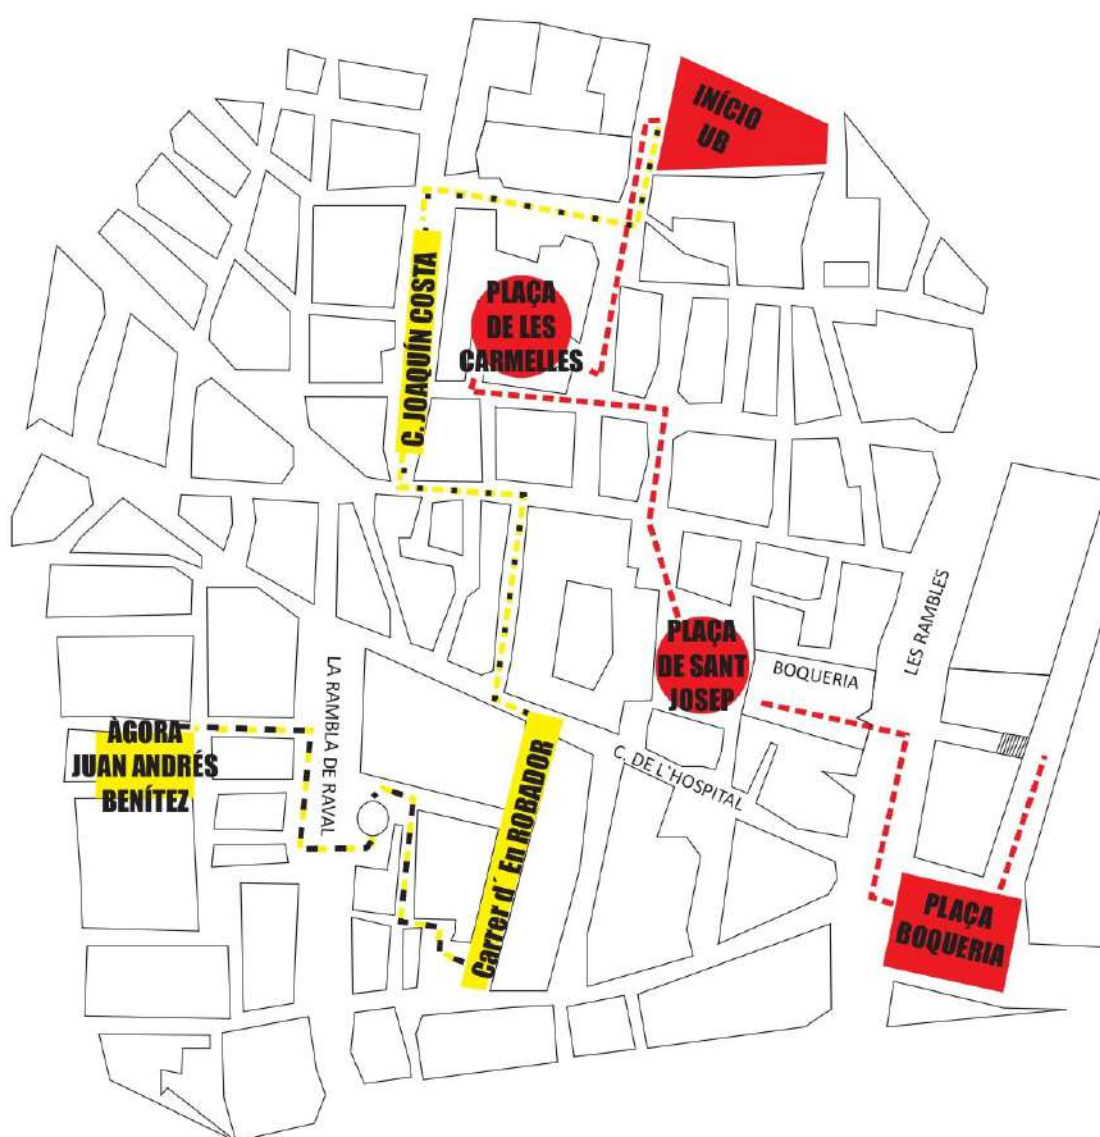 INÍCIO
UB
C. JOAQUÍN COSTA
PLAÇA
DE LES
CARMELLES
PLAÇA
DE SANT
JOSEP
BOQUERIA
LES RAMBLES
LA RAMBLA DE RAVAL
ÀGORA
JUAN ANDRÉS
BENÍTEZ
C. DE L'HOSPITAL
Carrer d´ En ROBADOR
PLAÇA
BOQUERIA